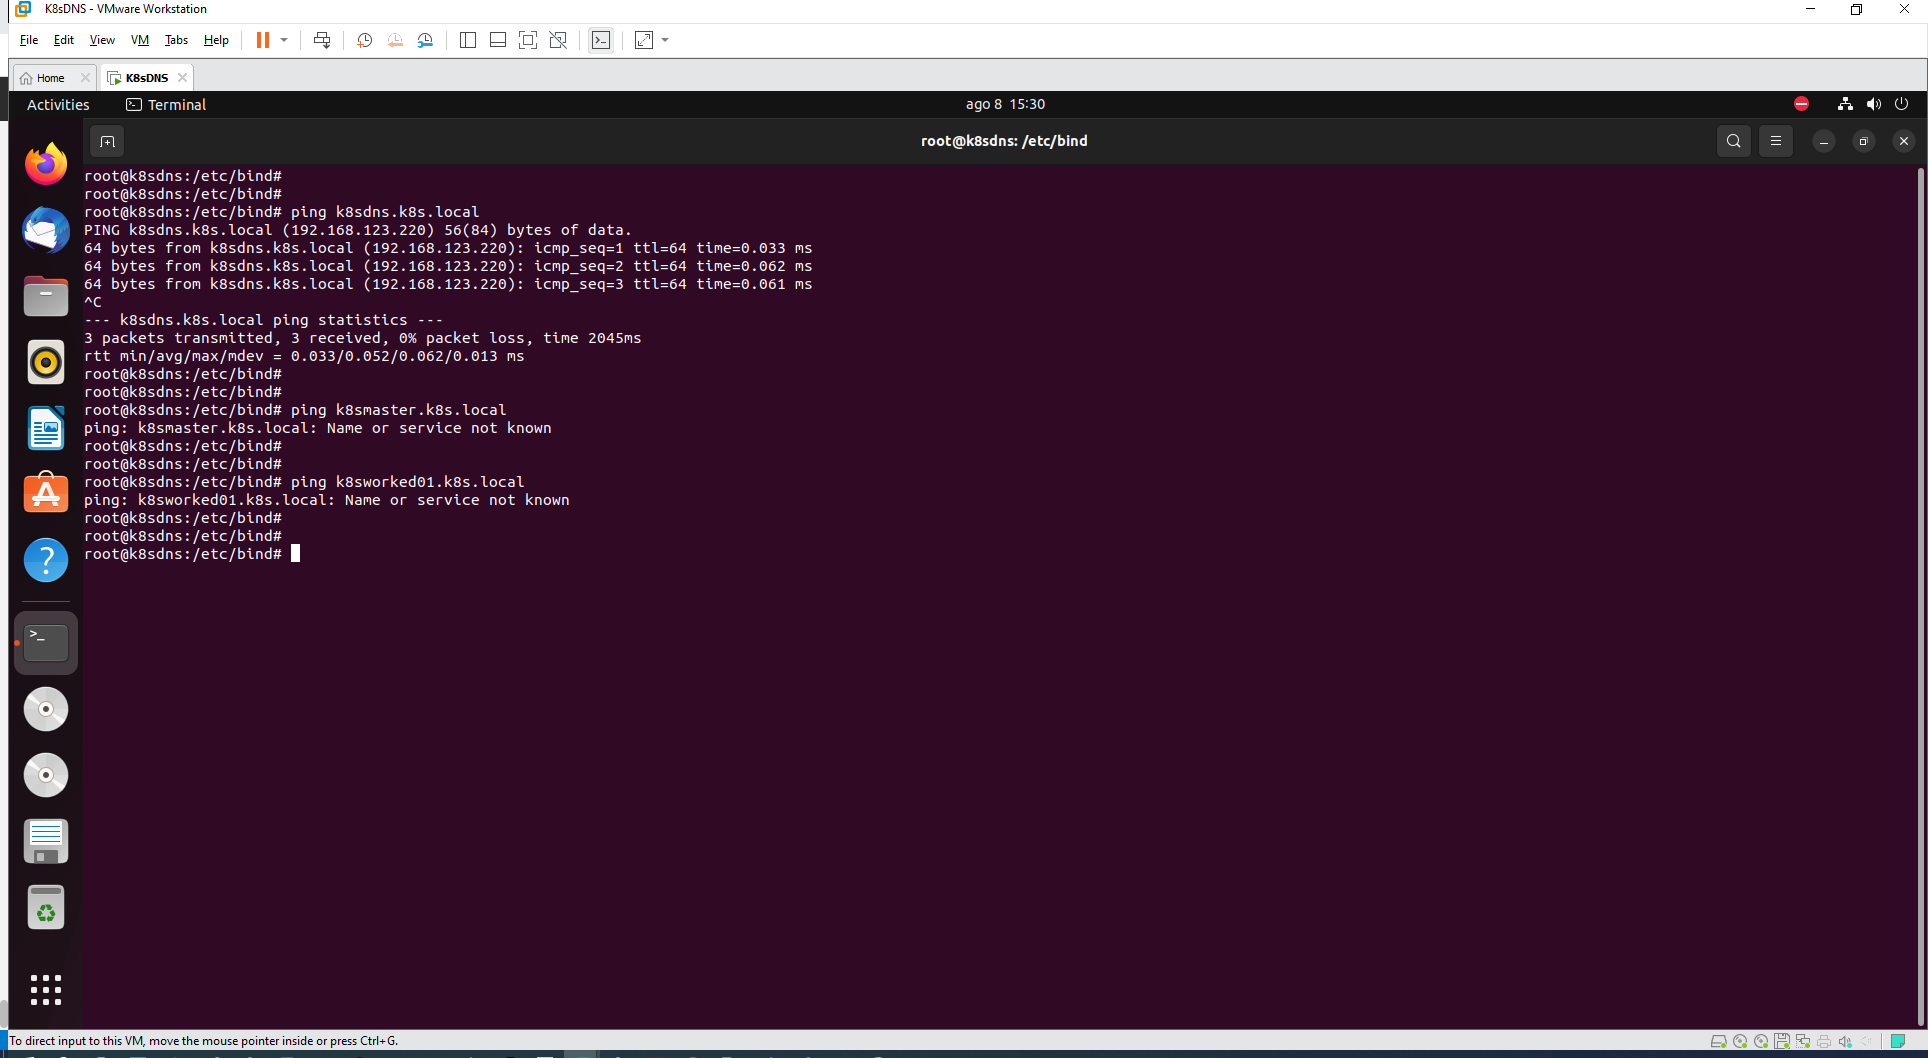 K8sDNS - VMware Workstation
File Edit View VM Tabs Help
Home K8sDNS
Activities Terminal ago 8 15:30
root@k8sdns: /etc/bind
root@k8sdns:/etc/bind#
root@k8sdns:/etc/bind#
root@k8sdns:/etc/bind# ping k8sdns.k8s.local
PING k8sdns.k8s.local (192.168.123.220) 56(84) bytes of data.
64 bytes from k8sdns.k8s.local (192.168.123.220): icmp_seq=1 ttl=64 time=0.033 ms
64 bytes from k8sdns.k8s.local (192.168.123.220): icmp_seq=2 ttl=64 time=0.062 ms
64 bytes from k8sdns.k8s.local (192.168.123.220): icmp_seq=3 ttl=64 time=0.061 ms
^C
--- k8sdns.k8s.local ping statistics ---
3 packets transmitted, 3 received, 0% packet loss, time 2045ms
rtt min/avg/max/mdev = 0.033/0.052/0.062/0.013 ms
root@k8sdns:/etc/bind#
root@k8sdns:/etc/bind#
root@k8sdns:/etc/bind# ping k8smaster.k8s.local
ping: k8smaster.k8s.local: Name or service not known
root@k8sdns:/etc/bind#
root@k8sdns:/etc/bind#
root@k8sdns:/etc/bind# ping k8sworked01.k8s.local
ping: k8sworked01.k8s.local: Name or service not known
root@k8sdns:/etc/bind#
root@k8sdns:/etc/bind#
root@k8sdns:/etc/bind#
To direct input to this VM, move the mouse pointer inside or press Ctrl+G.